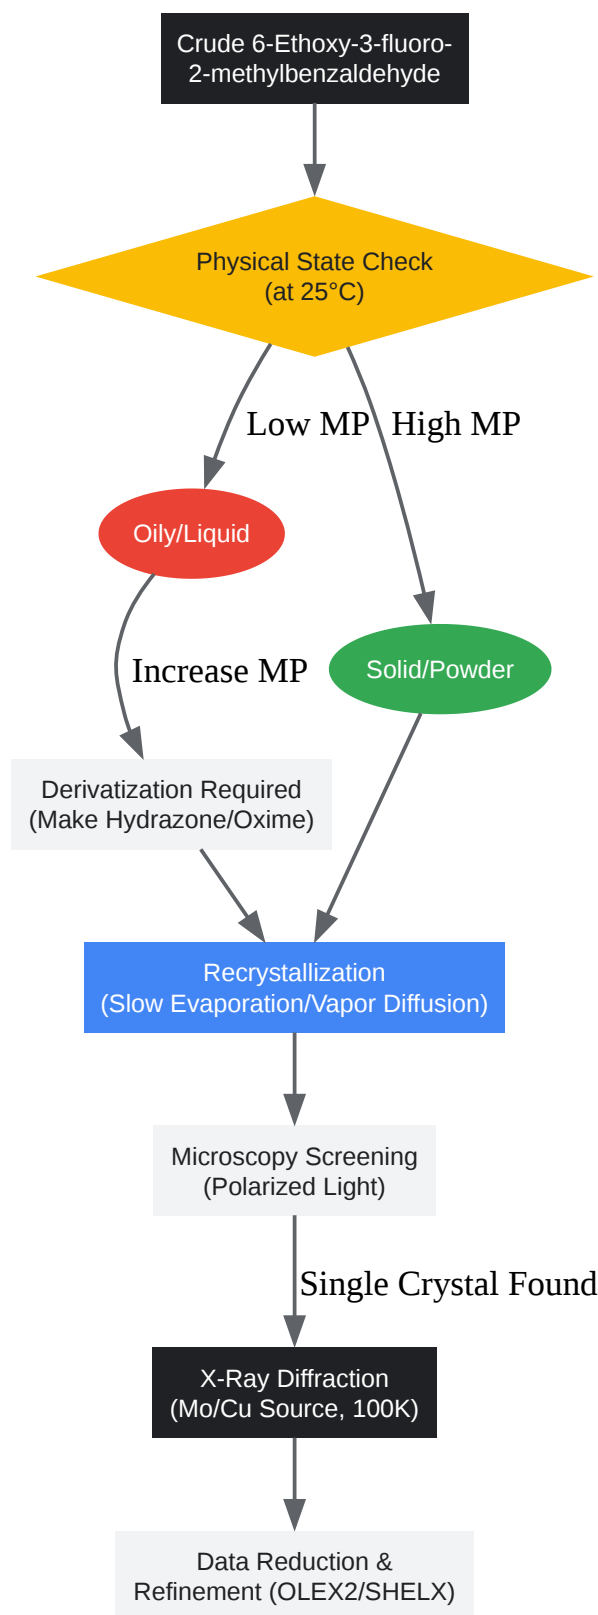 Crude 6-Ethoxy-3-fluoro-
2-methylbenzaldehyde
Physical State Check
(at 25°C)
Low MP
High MP
Oily/Liquid
Increase MP
Solid/Powder
Derivatization Required
(Make Hydrazone/Oxime)
Recrystallization
(Slow Evaporation/Vapor Diffusion)
Microscopy Screening
(Polarized Light)
Single Crystal Found
X-Ray Diffraction
(Mo/Cu Source, 100K)
Data Reduction &
Refinement (OLEX2/SHELX)